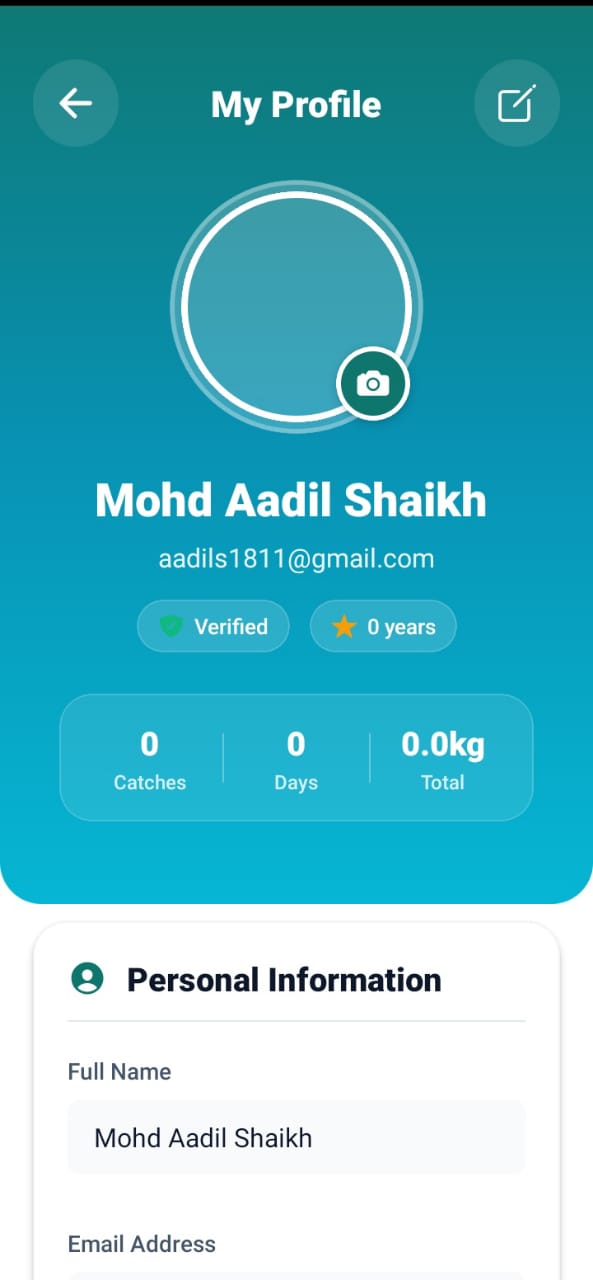 My Profile
Mohd Aadil Shaikh
aadils1811@gmail.com
Verified
0 years
0 0 0.0kg
Catches Days Total
Personal Information
Full Name
Mohd Aadil Shaikh
Email Address